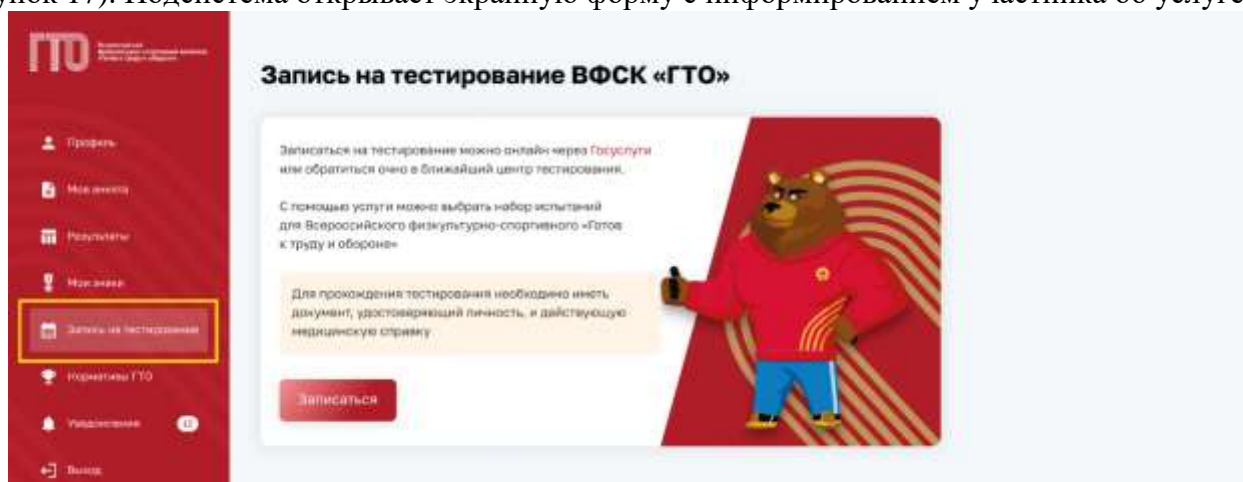 унок 17). Подсистема открывает экранную форму с информированием участника об услуге
ГТО
Запись на тестирование ВФСК «ГТО»
Записаться на тестирование можно онлайн через Госуслуги
или обратиться очно в ближайший центр тестирования.
С помощью услуги можно выбрать набор испытаний
для Всероссийского физкультурно-спортивного «Готов
к труду и обороне»
Для прохождения тестирования необходимо иметь
документ, удостоверяющий личность, и действующую
медицинскую справку
Записаться
Профиль
Моя анкета
Результаты
Мои знаки
Запись на тестирование
Нормативы ГТО
Уведомления
Выход